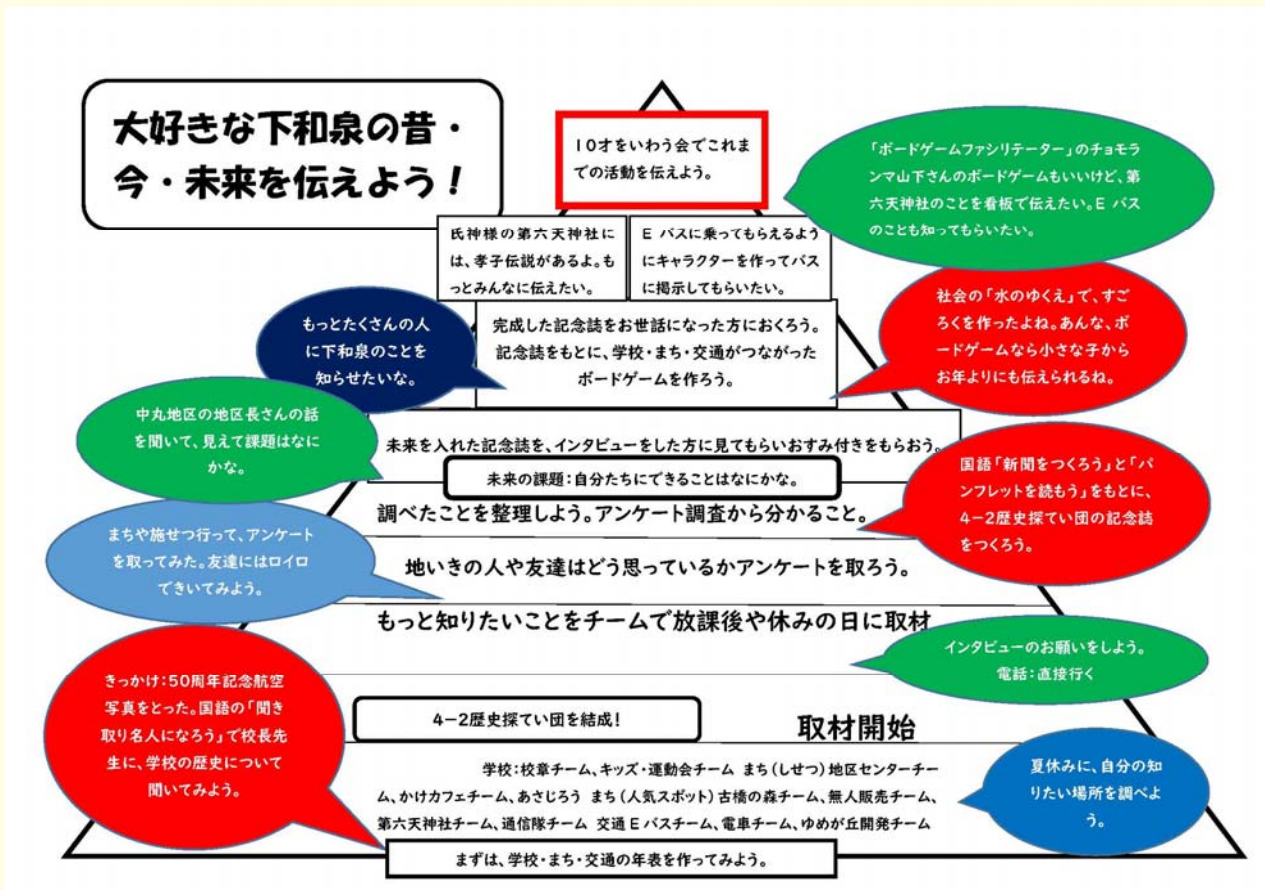 大好きな下和泉の昔・
今・未来を伝えよう！
10才をいわう会でこれま
での活動を伝えよう。
「ボードゲームファシリテーター」のチョモラ
ンマ山下さんのボードゲームもいいけど、第
六天神社のことを看板で伝えたい。E バス
のことも知ってもらいたい。
氏神様の第六天神社に
は、孝子伝説があるよ。も
っとみんなに伝えたい。
E バスに乗ってもらえるよう
にキャラクターを作ってバス
に掲示してもらいたい。
社会の「水のゆくえ」で、すご
ろくを作ったよね。あんな、ボ
ードゲームなら小さな子から
お年よりにも伝えられるね。
もっとたくさんの人
に下和泉のことを
知らせたいな。
完成した記念誌をお世話になった方におくろう。
記念誌をもとに、学校・まち・交通がつながった
ボードゲームを作ろう。
中丸地区の地区長さんの話
を聞いて、見えて課題はなに
かな。
未来を入れた記念誌を、インタビューをした方に見てもらいおすみ付きをもらおう。
未来の課題：自分たちにできることはなにかな。
国語「新聞をつくろう」と「パ
ンフレットを読もう」をもとに、
4－2歴史探てい団の記念誌
をつくろう。
調べたことを整理しよう。アンケート調査から分かること。
まちや施せつ行って、アンケート
を取ってみた。友達にはロイロ
できいてみよう。
地いきの人や友達はどう思っているかアンケートを取ろう。
もっと知りたいことをチームで放課後や休みの日に取材
インタビューのお願いをしよう。
電話：直接行く
きっかけ：50周年記念航空
写真をとった。国語の「聞き
取り名人になろう」で校長先
生に、学校の歴史について
聞いてみよう。
4－2歴史探てい団を結成！
取材開始
学校：校章チーム、キッズ・運動会チーム まち（しせつ）地区センターチー
ム、かけカフェチーム、あさじろう まち（人気スポット）古橋の森チーム、無人販売チーム、
第六天神社チーム、通信隊チーム 交通 E バスチーム、電車チーム、ゆめが丘開発チーム
夏休みに、自分の知
りたい場所を調べよ
う。
まずは、学校・まち・交通の年表を作ってみよう。